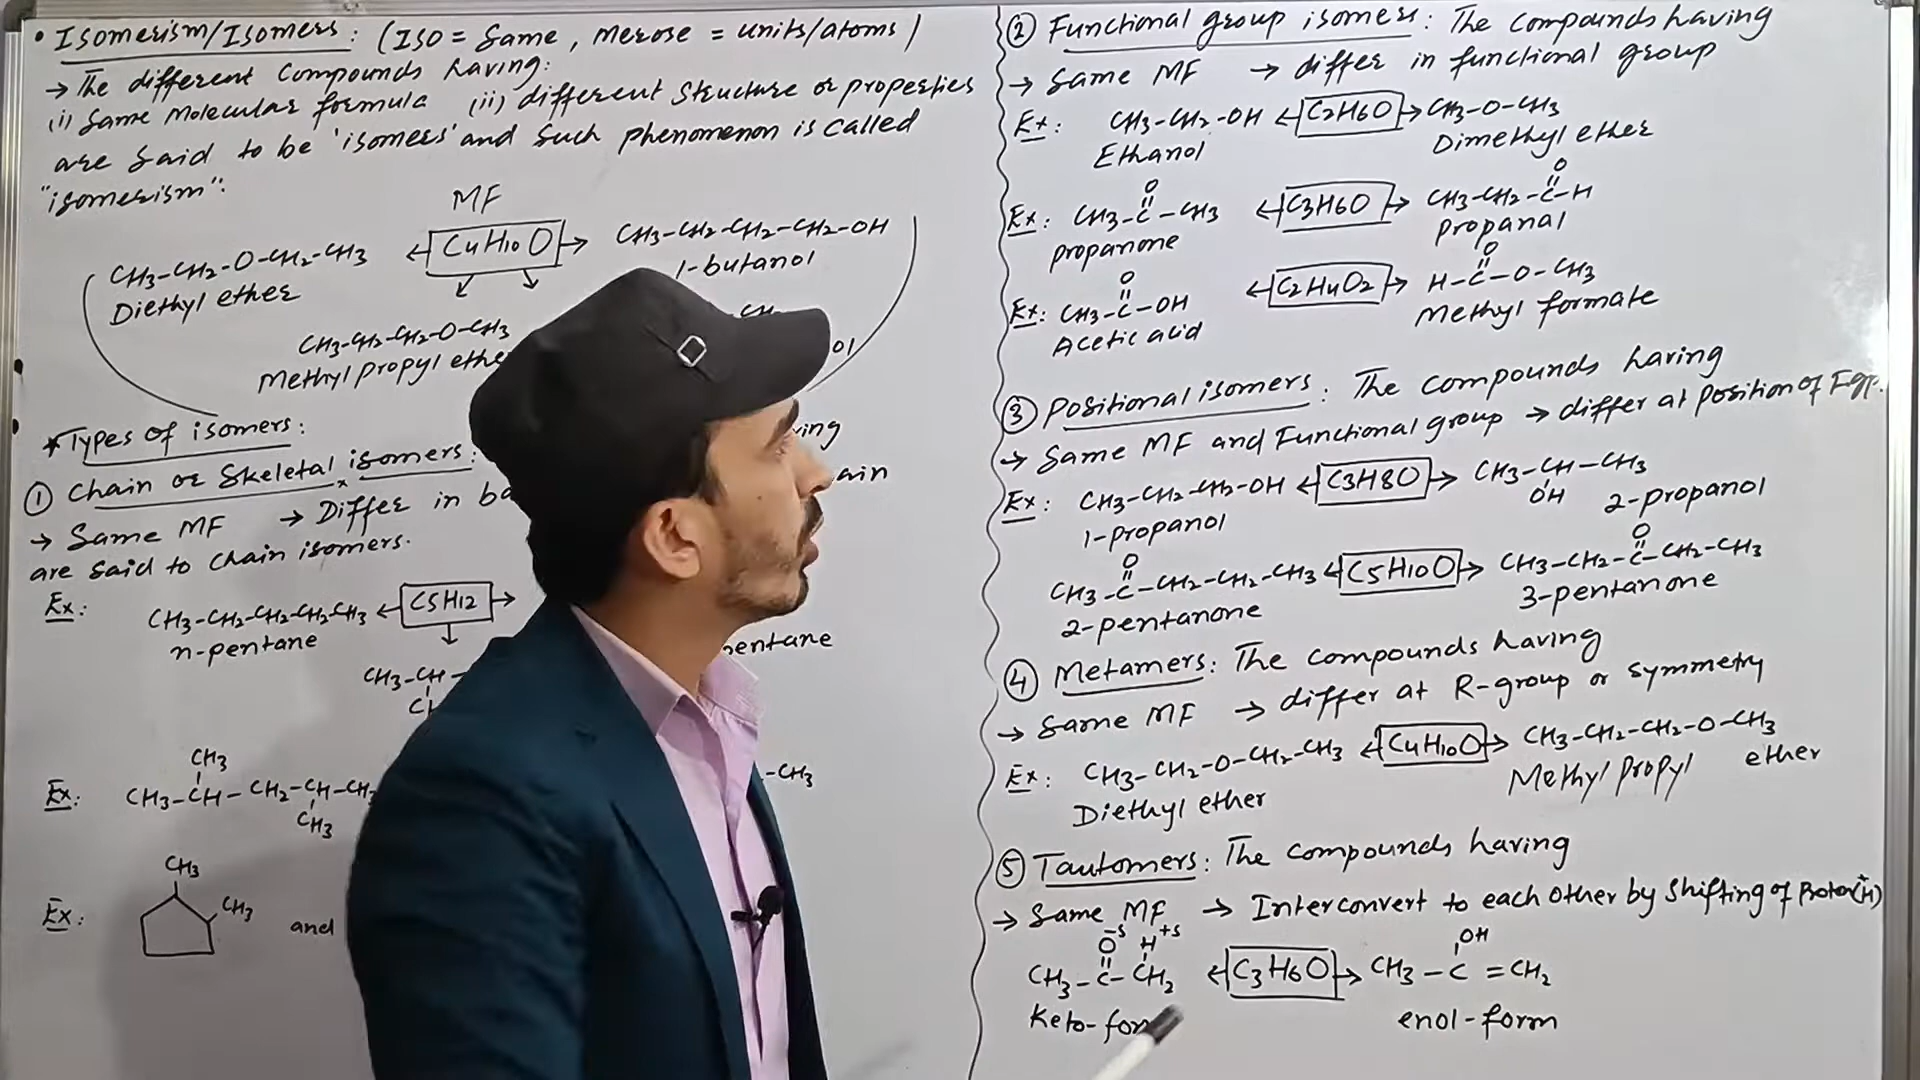 • Isomerism/Isomers: (Iso = Same, merose = units/atoms)
→ The different Compounds having:
(i) Same Molecular formula (ii) different Structure or properties
are said to be 'isomers' and Such phenomenon is called
"isomerism":
MF
CH3-CH2-O-CH2-CH3 ← C4H10O → CH3-CH2-CH2-CH2-OH
Diethyl ether
1-butanol
CH3-CH2-CH2-O-CH3
Methyl propyl
* Types of isomers:
① Chain or Skeletal isomers:
→ Same MF → Differ in
are said to chain isomers.
Ex: CH3-CH2-CH2-CH2-CH3 ← C5H12 →
n-pentane
CH3-CH-
CH3
Ex: CH3-CH-CH2-CH-CH3
CH3
-CH3
CH3
Ex: CH3
and
② Functional group isomers: The Compounds having
→ Same MF → differ in functional group
Ex: CH3-CH2-OH ← C2H6O → CH3-O-CH3
Ethanol Dimethyl ether
O O
Ex: CH3-C-CH3 ← C3H6O → CH3-CH2-C-H
propanone propanal
O O
Ex: CH3-C-OH ← C2H4O2 → H-C-O-CH3
Acetic acid Methyl formate
③ Positional isomers: The Compounds having
→ Same MF and Functional group → differ at Position of F.gp.
Ex: CH3-CH2-CH2-OH ← C3H8O → CH3-CH-CH3
OH
1-propanol 2-propanol
O O
CH3-C-CH2-CH2-CH3 ← C5H10O → CH3-CH2-C-CH2-CH3
2-pentanone 3-pentanone
④ Metamers: The Compounds having
→ Same MF → differ at R-group or symmetry
Ex: CH3-CH2-O-CH2-CH3 ← C4H10O → CH3-CH2-CH2-O-CH3
Diethyl ether Methyl propyl ether
⑤ Tautomers: The Compounds having
→ Same MF → Interconvert to each other by Shifting of Proton(H+)
O-δ H+δ OH
CH3-C-CH2 ← C3H6O → CH3-C=CH2
Keto- enol-form